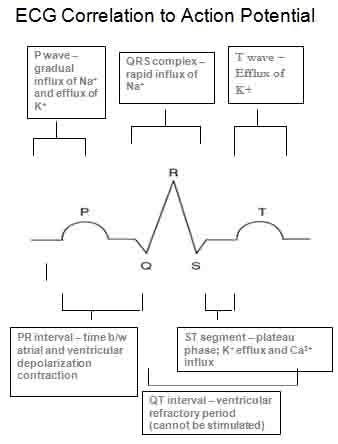 ECG Correlation to Action Potential
P wave –
gradual
influx of Na⁺
and efflux of
K⁺
QRS complex –
rapid influx of
Na⁺
T wave –
Efflux of
K+
R
P
T
Q
S
PR interval – time b/w
atrial and ventricular
depolarization
contraction
ST segment – plateau
phase; K⁺ efflux and Ca²⁺
influx
QT interval – ventricular
refractory period
(cannot be stimulated)